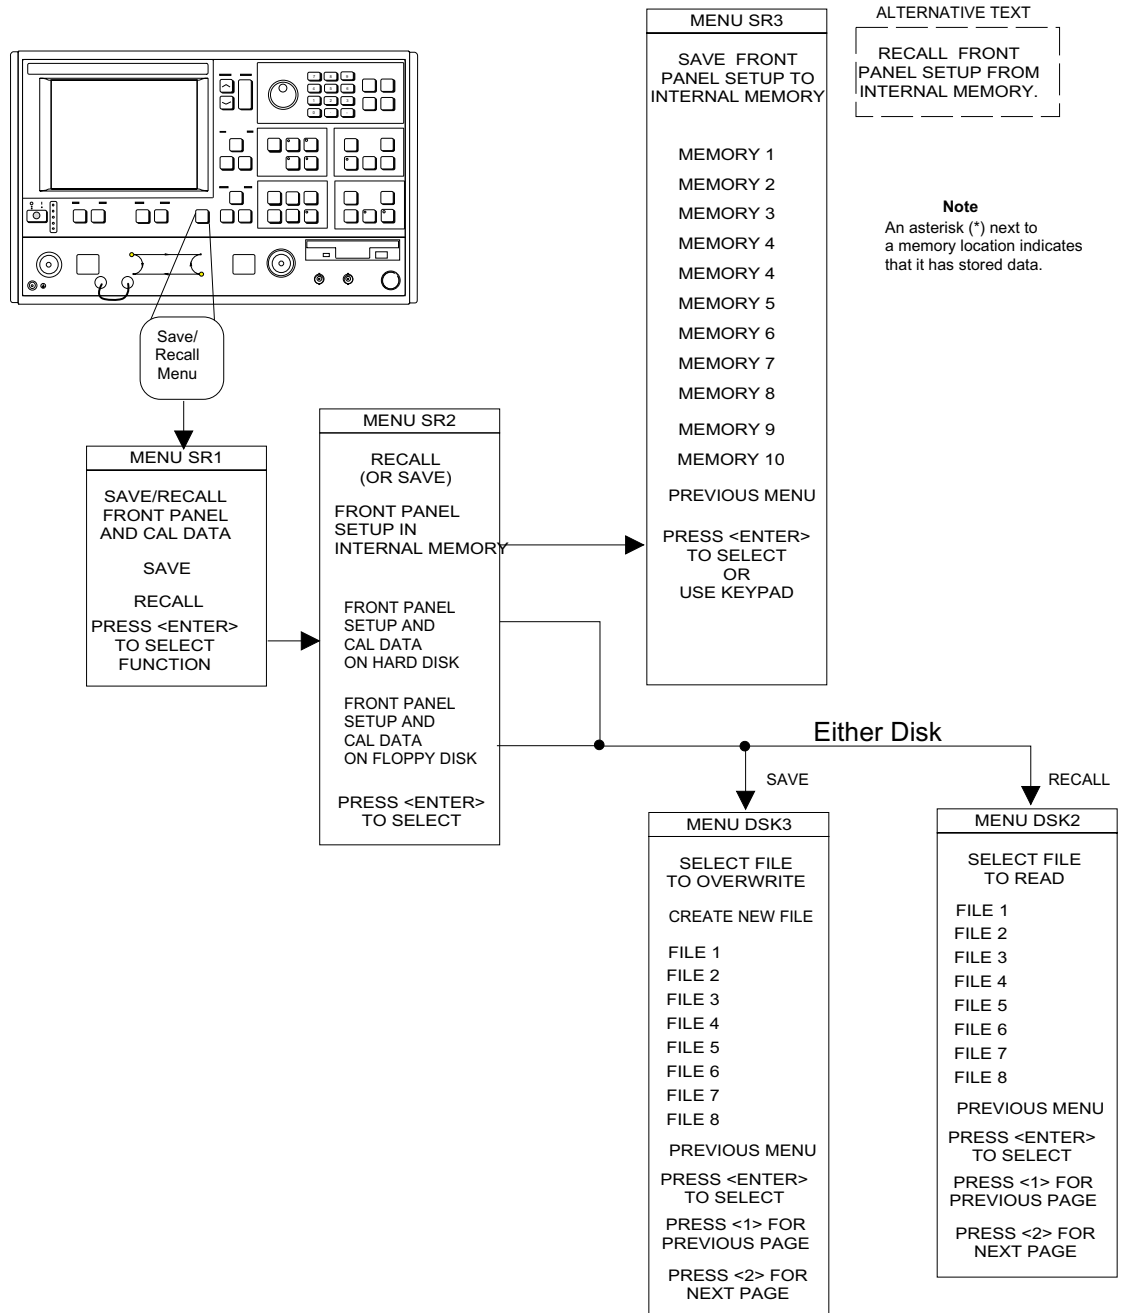 Save/
Recall
Menu
MENU SR1
SAVE/RECALL
FRONT PANEL
AND CAL DATA
SAVE
RECALL
PRESS <ENTER>
TO SELECT
FUNCTION
MENU SR2
RECALL
(OR SAVE)
FRONT PANEL
SETUP IN
INTERNAL MEMORY
FRONT PANEL
SETUP AND
CAL DATA
ON HARD DISK
FRONT PANEL
SETUP AND
CAL DATA
ON FLOPPY DISK
PRESS <ENTER>
TO SELECT
MENU SR3
SAVE FRONT
PANEL SETUP TO
INTERNAL MEMORY
MEMORY 1
MEMORY 2
MEMORY 3
MEMORY 4
MEMORY 4
MEMORY 5
MEMORY 6
MEMORY 7
MEMORY 8
MEMORY 9
MEMORY 10
PREVIOUS MENU
PRESS <ENTER>
TO SELECT
OR
USE KEYPAD
ALTERNATIVE TEXT
RECALL FRONT
PANEL SETUP FROM
INTERNAL MEMORY.
Note
An asterisk (*) next to
a memory location indicates
that it has stored data.
Either Disk
SAVE
RECALL
MENU DSK3
SELECT FILE
TO OVERWRITE
CREATE NEW FILE
FILE 1
FILE 2
FILE 3
FILE 4
FILE 5
FILE 6
FILE 7
FILE 8
PREVIOUS MENU
PRESS <ENTER>
TO SELECT
PRESS <1> FOR
PREVIOUS PAGE
PRESS <2> FOR
NEXT PAGE
MENU DSK2
SELECT FILE
TO READ
FILE 1
FILE 2
FILE 3
FILE 4
FILE 5
FILE 6
FILE 7
FILE 8
PREVIOUS MENU
PRESS <ENTER>
TO SELECT
PRESS <1> FOR
PREVIOUS PAGE
PRESS <2> FOR
NEXT PAGE